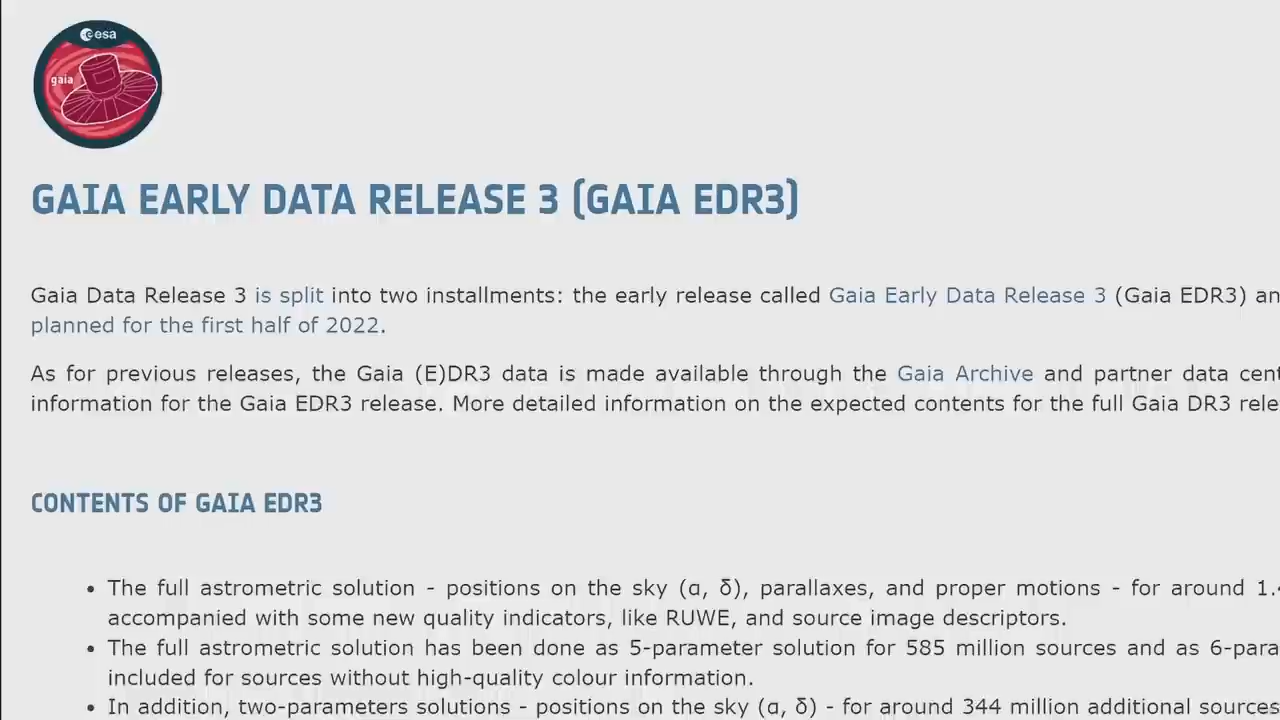 esa
gaia
GAIA EARLY DATA RELEASE 3 (GAIA EDR3)
Gaia Data Release 3 is split into two installments: the early release called Gaia Early Data Release 3 (Gaia EDR3) an
planned for the first half of 2022.
As for previous releases, the Gaia (E)DR3 data is made available through the Gaia Archive and partner data cent
information for the Gaia EDR3 release. More detailed information on the expected contents for the full Gaia DR3 rele
CONTENTS OF GAIA EDR3
• The full astrometric solution - positions on the sky (α, δ), parallaxes, and proper motions - for around 1.4
accompanied with some new quality indicators, like RUWE, and source image descriptors.
• The full astrometric solution has been done as 5-parameter solution for 585 million sources and as 6-para
included for sources without high-quality colour information.
• In addition, two-parameters solutions - positions on the sky (α, δ) - for around 344 million additional sources